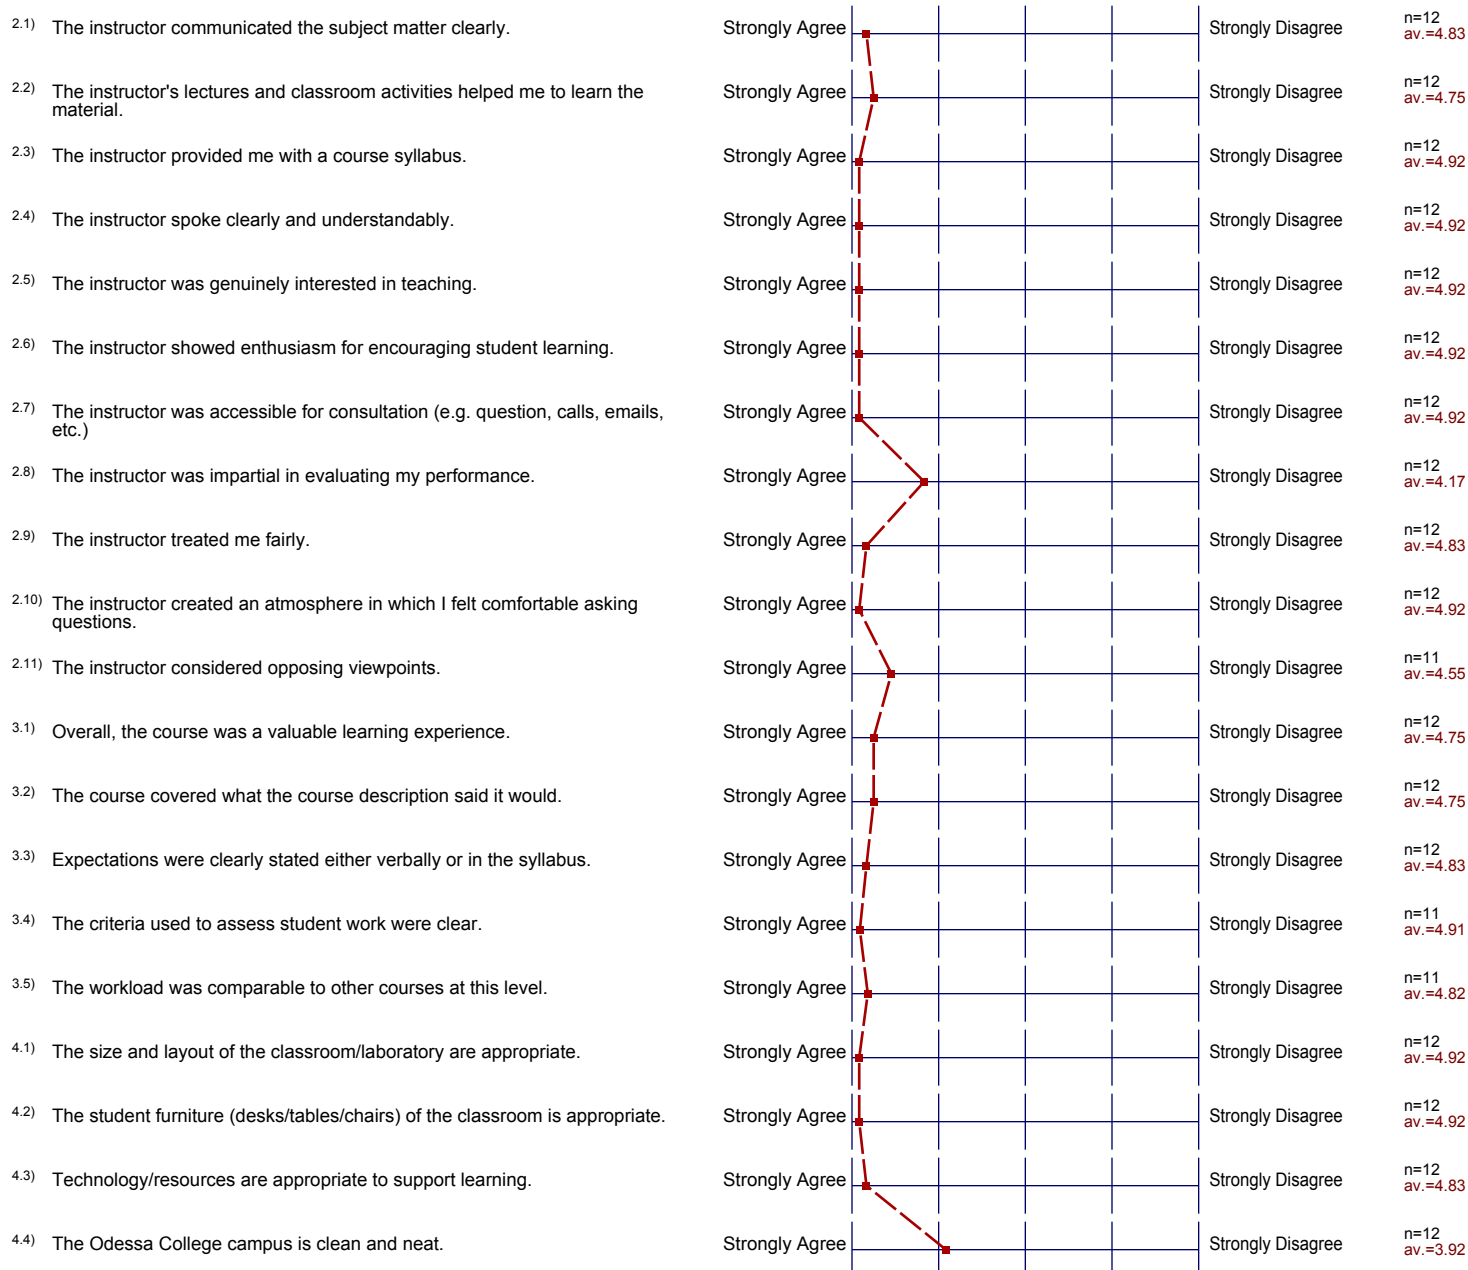 2.1) The instructor communicated the subject matter clearly. Strongly Agree Strongly Disagree n=12
av.=4.83
2.2) The instructor's lectures and classroom activities helped me to learn the Strongly Agree Strongly Disagree n=12
material. av.=4.75
2.3) The instructor provided me with a course syllabus. Strongly Agree Strongly Disagree n=12
av.=4.92
2.4) The instructor spoke clearly and understandably. Strongly Agree Strongly Disagree n=12
av.=4.92
2.5) The instructor was genuinely interested in teaching. Strongly Agree Strongly Disagree n=12
av.=4.92
2.6) The instructor showed enthusiasm for encouraging student learning. Strongly Agree Strongly Disagree n=12
av.=4.92
2.7) The instructor was accessible for consultation (e.g. question, calls, emails, Strongly Agree Strongly Disagree n=12
etc.) av.=4.92
2.8) The instructor was impartial in evaluating my performance. Strongly Agree Strongly Disagree n=12
av.=4.17
2.9) The instructor treated me fairly. Strongly Agree Strongly Disagree n=12
av.=4.83
2.10) The instructor created an atmosphere in which I felt comfortable asking Strongly Agree Strongly Disagree n=12
questions. av.=4.92
2.11) The instructor considered opposing viewpoints. Strongly Agree Strongly Disagree n=11
av.=4.55
3.1) Overall, the course was a valuable learning experience. Strongly Agree Strongly Disagree n=12
av.=4.75
3.2) The course covered what the course description said it would. Strongly Agree Strongly Disagree n=12
av.=4.75
3.3) Expectations were clearly stated either verbally or in the syllabus. Strongly Agree Strongly Disagree n=12
av.=4.83
3.4) The criteria used to assess student work were clear. Strongly Agree Strongly Disagree n=11
av.=4.91
3.5) The workload was comparable to other courses at this level. Strongly Agree Strongly Disagree n=11
av.=4.82
4.1) The size and layout of the classroom/laboratory are appropriate. Strongly Agree Strongly Disagree n=12
av.=4.92
4.2) The student furniture (desks/tables/chairs) of the classroom is appropriate. Strongly Agree Strongly Disagree n=12
av.=4.92
4.3) Technology/resources are appropriate to support learning. Strongly Agree Strongly Disagree n=12
av.=4.83
4.4) The Odessa College campus is clean and neat. Strongly Agree Strongly Disagree n=12
av.=3.92